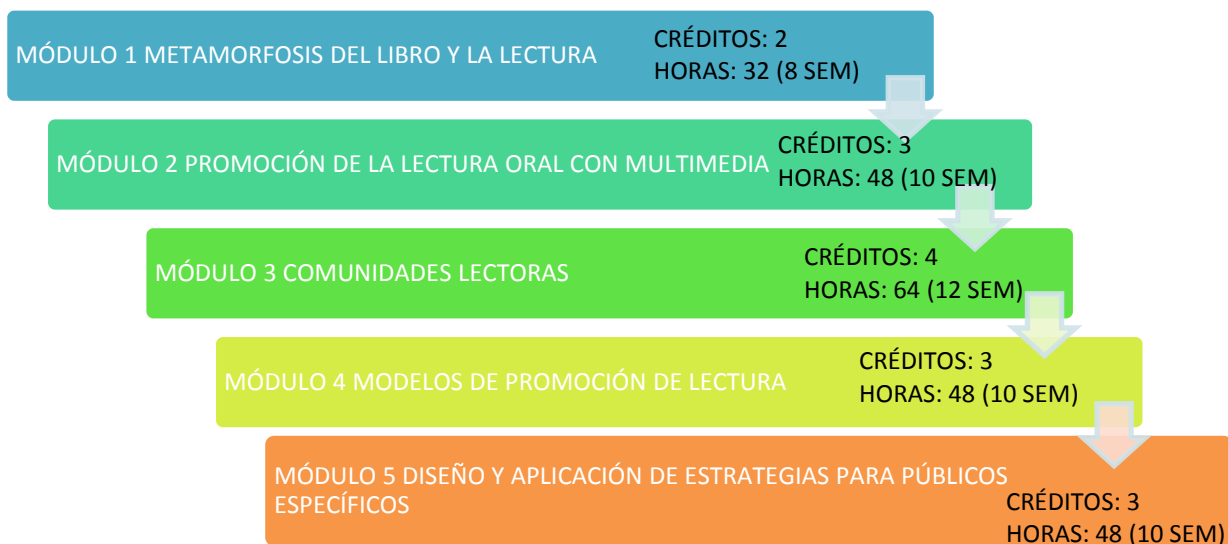 MÓDULO 1 METAMORFOSIS DEL LIBRO Y LA LECTURA
CRÉDITOS: 2
HORAS: 32 (8 SEM)
MÓDULO 2 PROMOCIÓN DE LA LECTURA ORAL CON MULTIMEDIA
CRÉDITOS: 3
HORAS: 48 (10 SEM)
MÓDULO 3 COMUNIDADES LECTORAS
CRÉDITOS: 4
HORAS: 64 (12 SEM)
MÓDULO 4 MODELOS DE PROMOCIÓN DE LECTURA
CRÉDITOS: 3
HORAS: 48 (10 SEM)
MÓDULO 5 DISEÑO Y APLICACIÓN DE ESTRATEGIAS PARA PÚBLICOS
ESPECÍFICOS
CRÉDITOS: 3
HORAS: 48 (10 SEM)